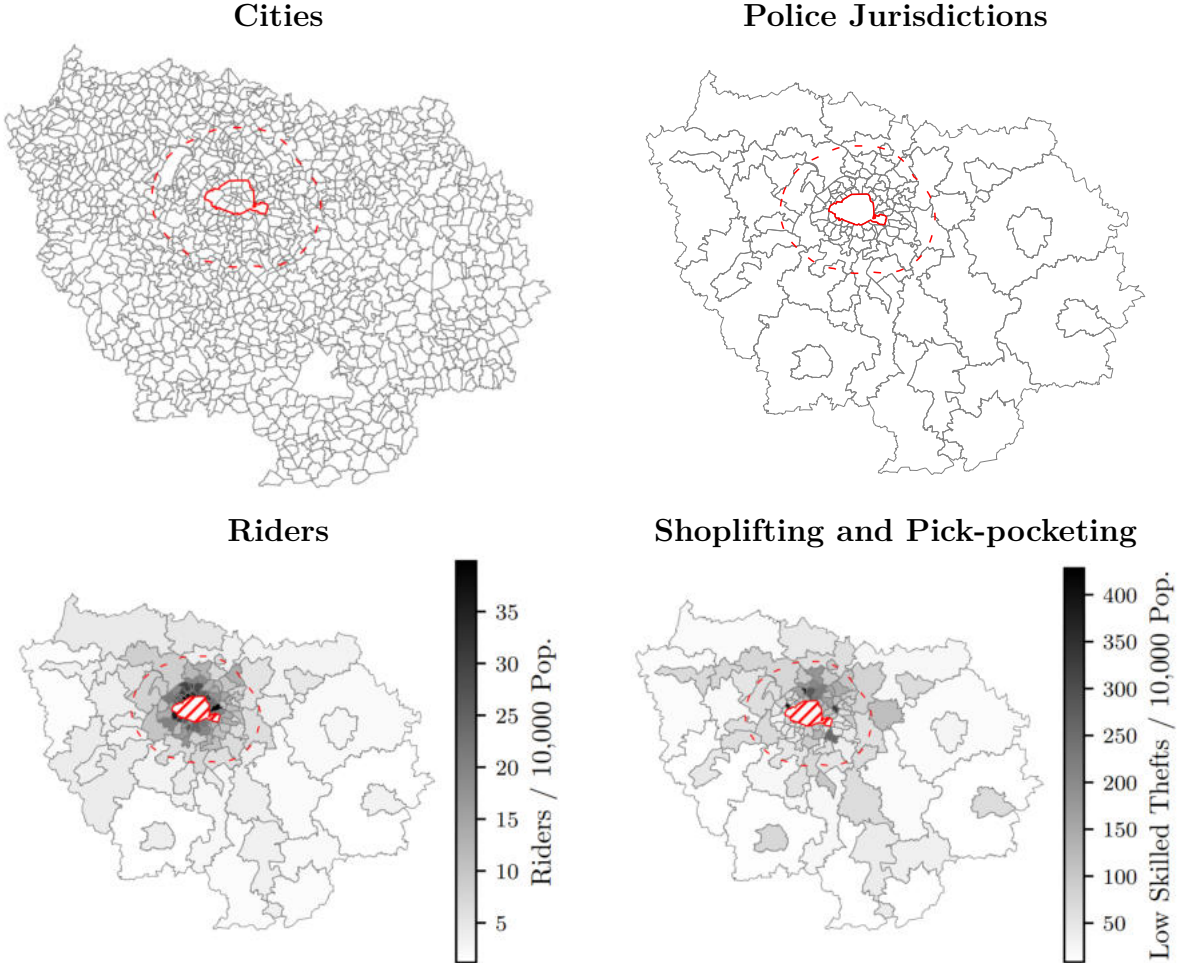 Cities
Police Jurisdictions
Riders
35
30
25
20
15
10
5
Riders / 10,000 Pop.
Shoplifting and Pick-pocketing
400
350
300
250
200
150
100
50
Low Skilled Thefts / 10,000 Pop.